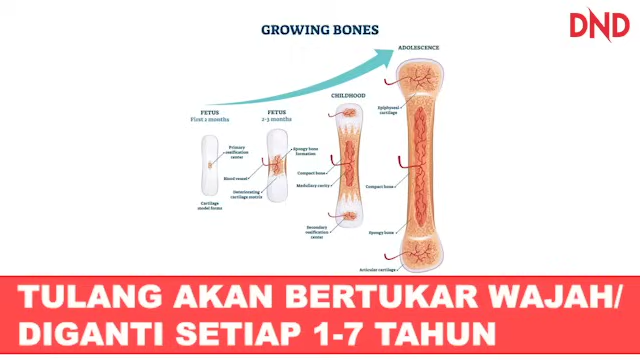 DND
GROWING BONES
ADOLESCENCE
Epiphyseal
cartilage
Compact bone
Spongy bone
Articular cartilage
CHILDHOOD
Spongy bone
formation
Compact bone
Medullary cavity
Secondary
ossification
center
FETUS
2-3 months
Blood vessel
Deteriorating
cartilage matrix
FETUS
First 2 months
Primary
ossification
center
Cartilage
model forms
TULANG AKAN BERTUKAR WAJAH/
DIGANTI SETIAP 1-7 TAHUN